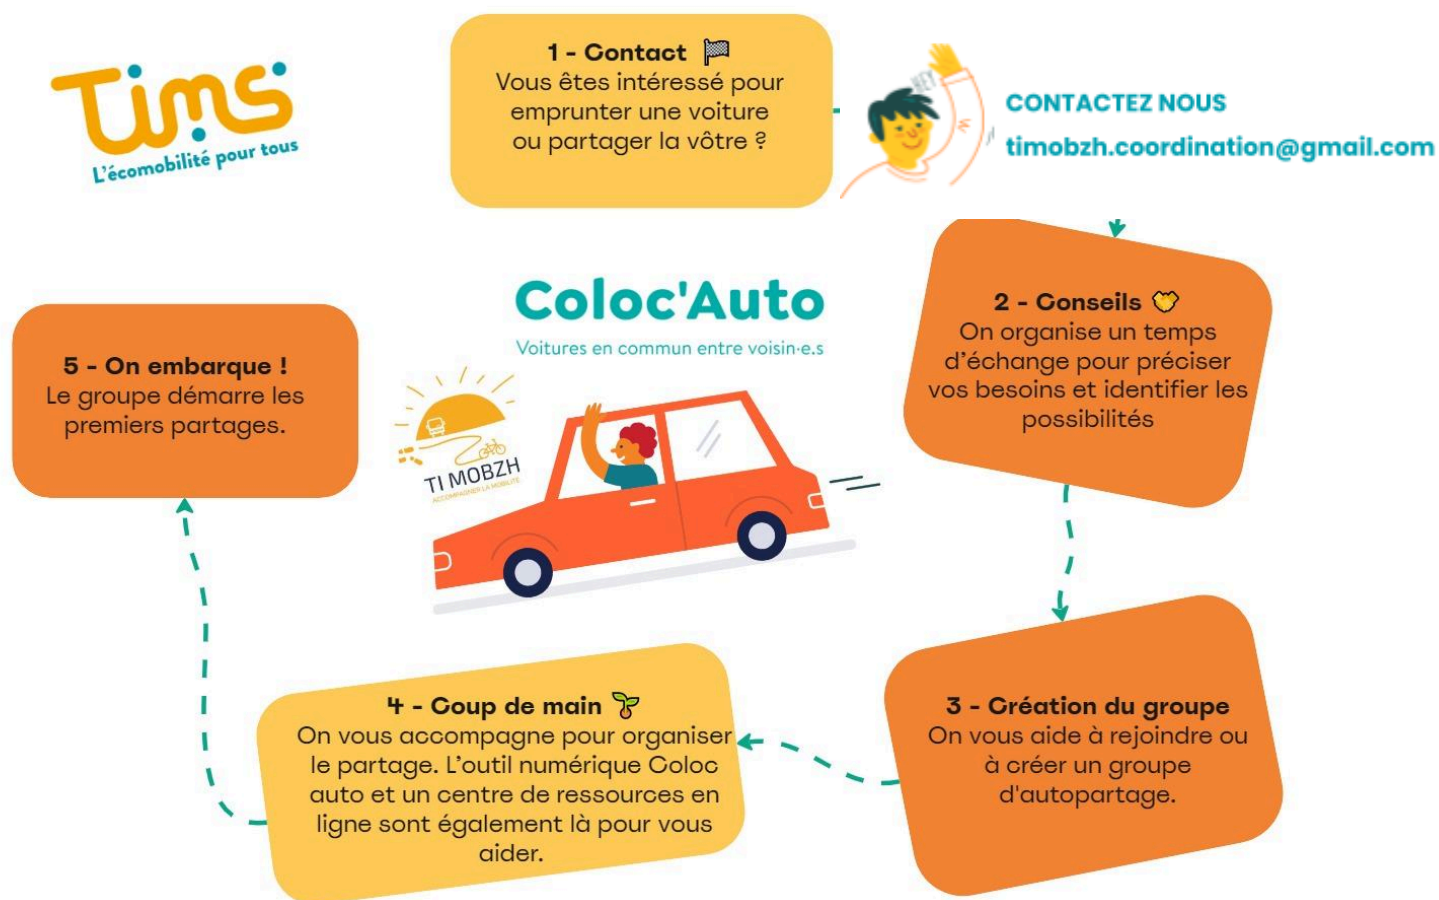 Tims
L'écomobilité pour tous
1 - Contact
Vous êtes intéressé pour
emprunter une voiture
ou partager la vôtre ?
HEY
CONTACTEZ NOUS
timobzh.coordination@gmail.com
2 - Conseils
On organise un temps
d'échange pour préciser
vos besoins et identifier les
possibilités
Coloc'Auto
Voitures en commun entre voisin·e.s
TI MOBZH
ACCOMPAGNER LA MOBILITÉ
5 - On embarque !
Le groupe démarre les
premiers partages.
3 - Création du groupe
On vous aide à rejoindre ou
à créer un groupe
d'autopartage.
4 - Coup de main
On vous accompagne pour organiser
le partage. L'outil numérique Coloc
auto et un centre de ressources en
ligne sont également là pour vous
aider.